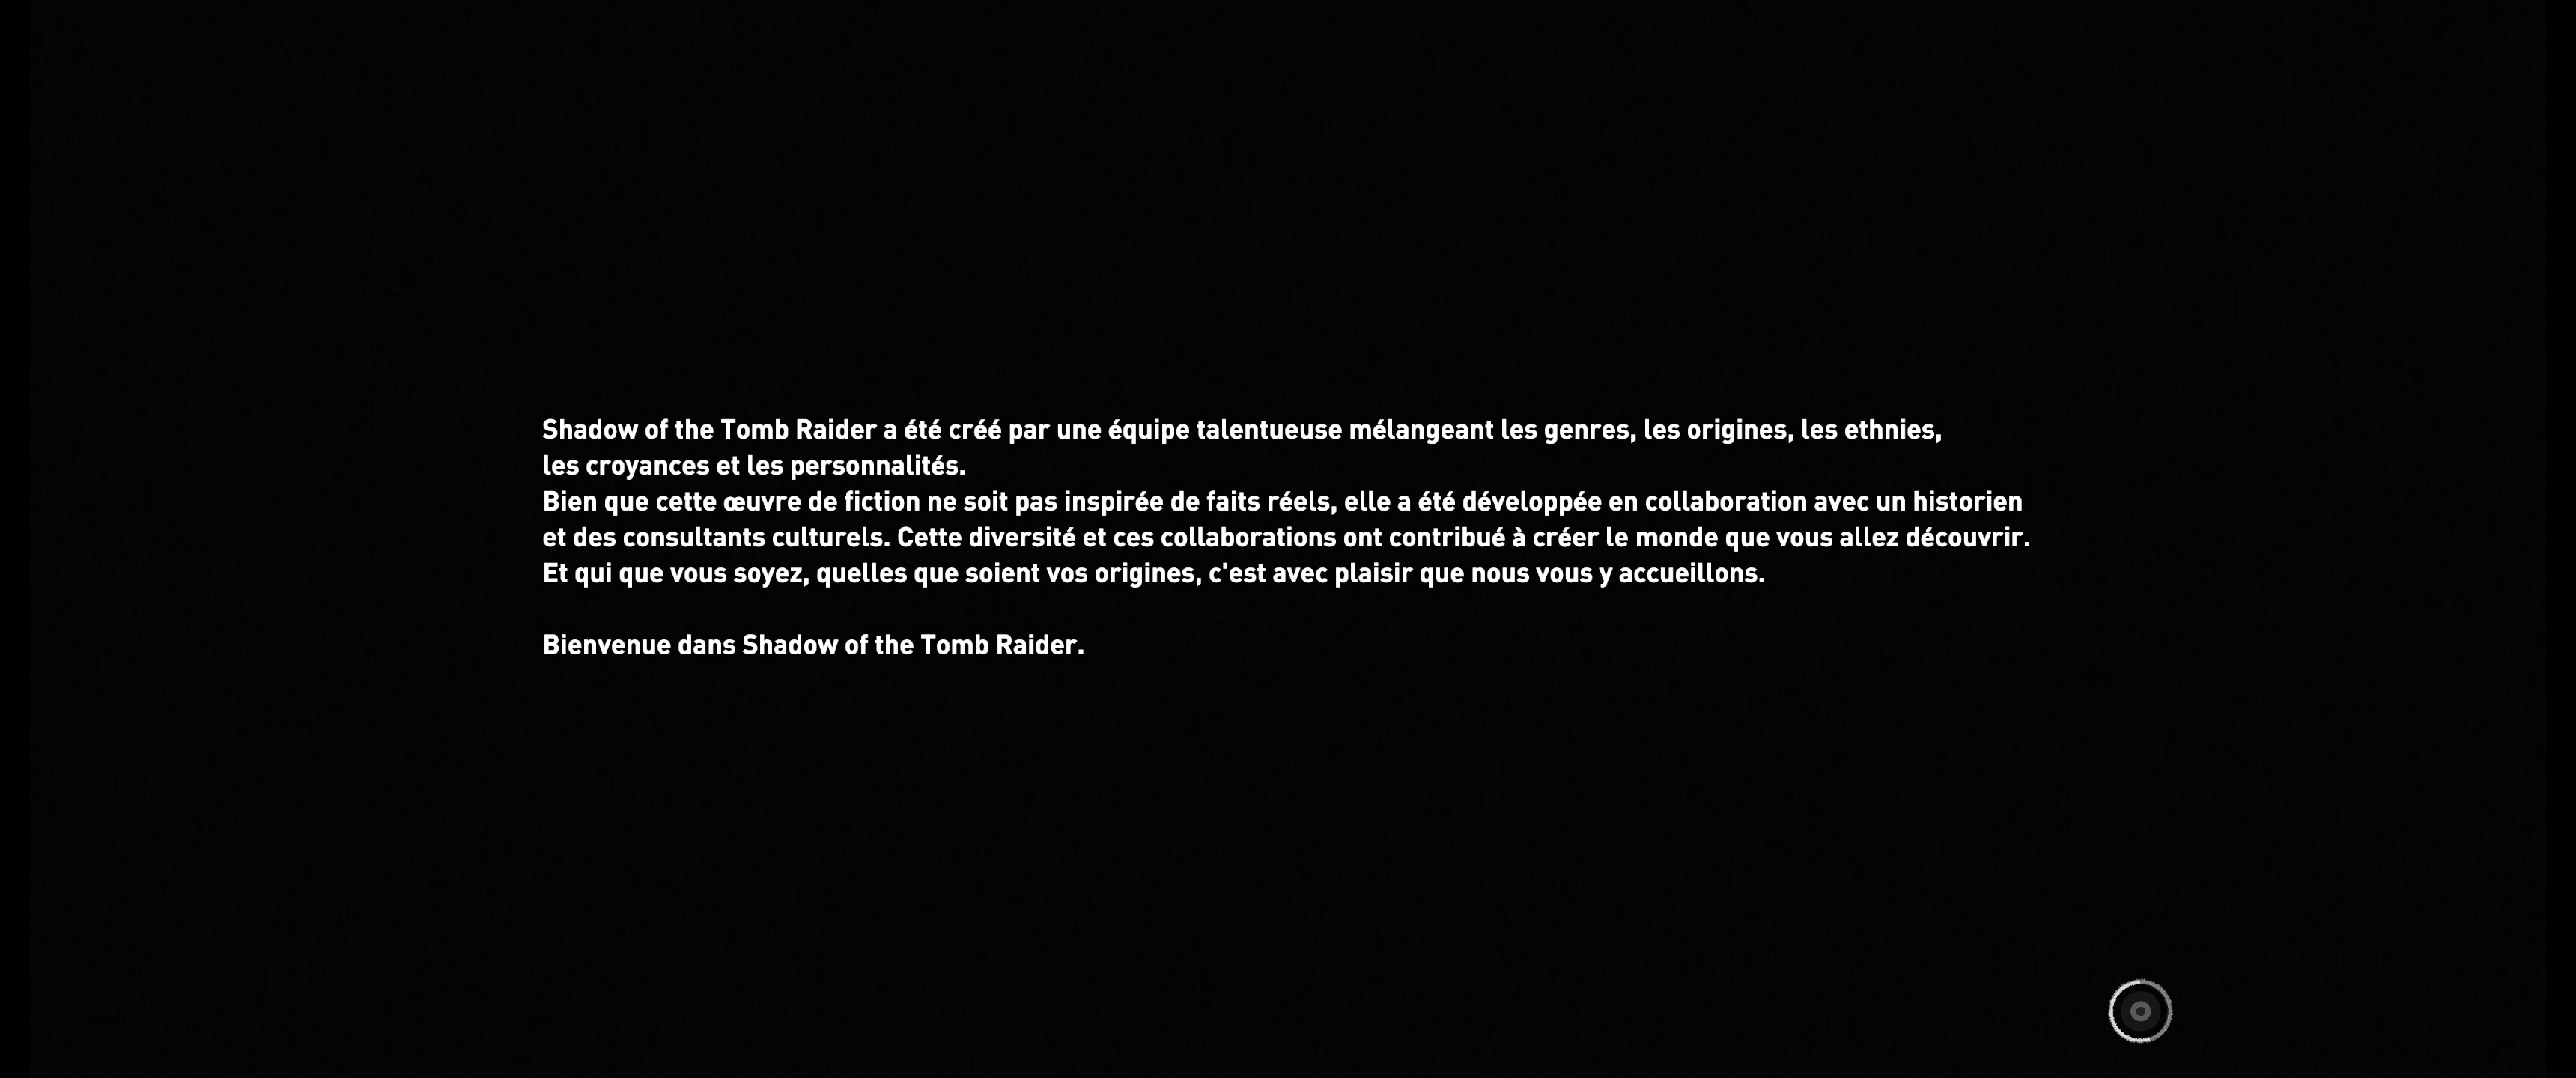 Shadow of the Tomb Raider a été créé par une équipe talentueuse mélangeant les genres, les origines, les ethnies,
les croyances et les personnalités.
Bien que cette œuvre de fiction ne soit pas inspirée de faits réels, elle a été développée en collaboration avec un historien
et des consultants culturels. Cette diversité et ces collaborations ont contribué à créer le monde que vous allez découvrir.
Et qui que vous soyez, quelles que soient vos origines, c'est avec plaisir que nous vous y accueillons.
Bienvenue dans Shadow of the Tomb Raider.